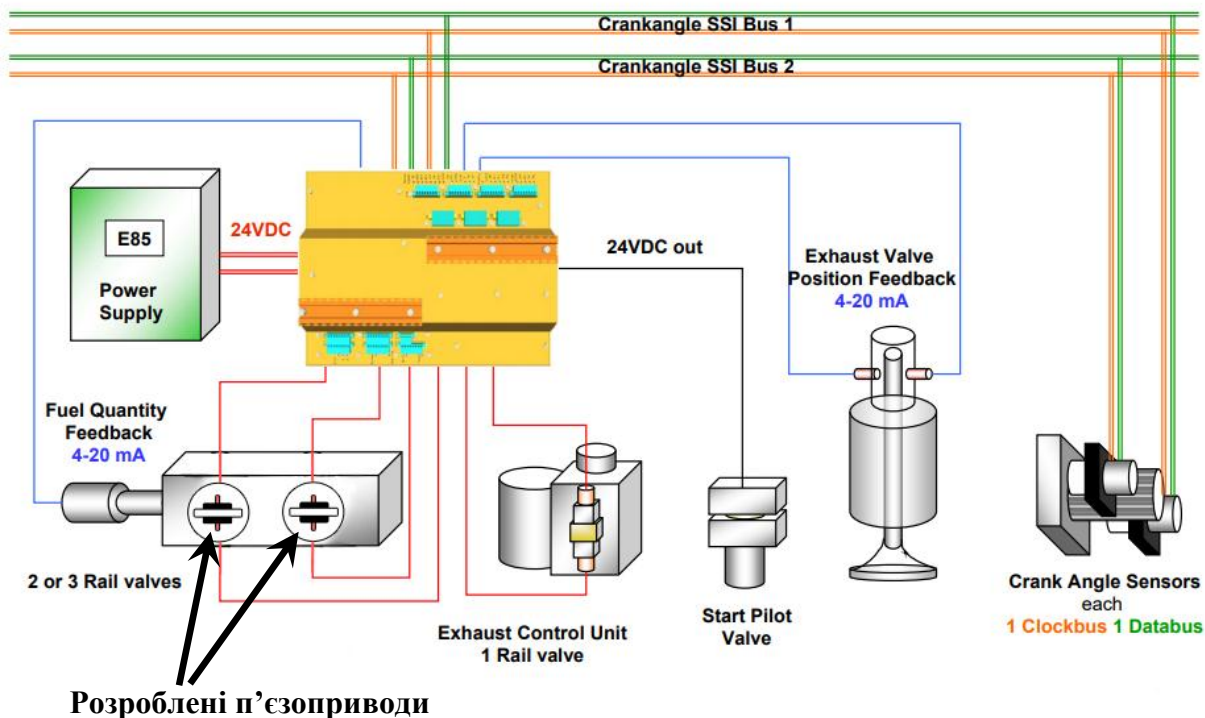 Crankangle SSI Bus 1
Crankangle SSI Bus 2
E85
Power
Supply
24VDC
24VDC out
Exhaust Valve
Position Feedback
4-20 mA
Fuel Quantity
Feedback
4-20 mA
2 or 3 Rail valves
Exhaust Control Unit
1 Rail valve
Start Pilot
Valve
Crank Angle Sensors
each
1 Clockbus 1 Databus
Розроблені п’єзоприводи